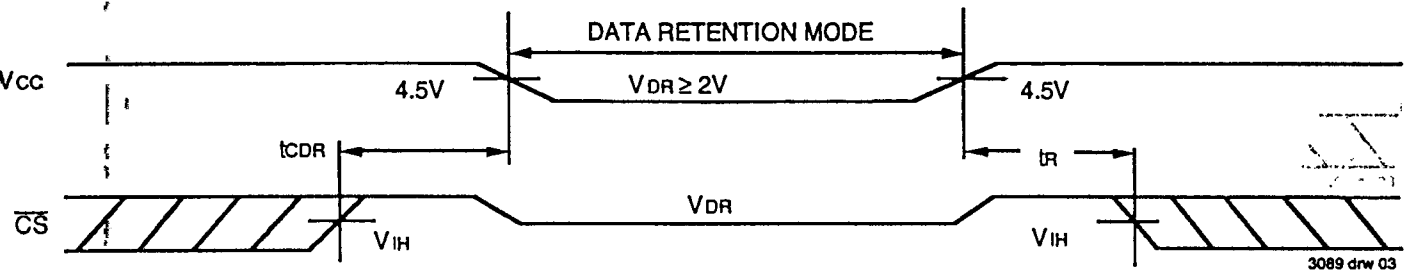 DATA RETENTION MODE
VCC
4.5V
VDR ≥ 2V
4.5V
tCDR
tR
CS
VIH
VDR
VIH
3089 drw 03